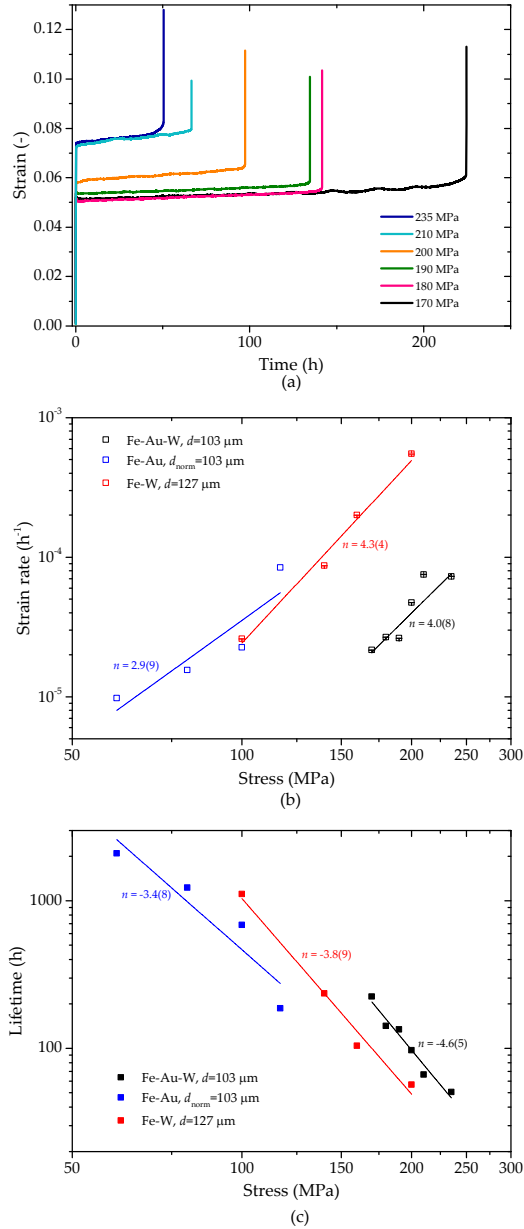 0.12
0.10
0.08
0.06
0.04
0.02
0.00
Strain (-)
235 MPa
210 MPa
200 MPa
190 MPa
180 MPa
170 MPa
0
100
200
Time (h)
(a)
10-3
10-4
10-5
Strain rate (h-1)
Fe-Au-W, d=103 μm
Fe-Au, dnorm=103 μm
Fe-W, d=127 μm
n = 4.3(4)
n = 2.9(9)
n = 4.0(8)
50
100
150
200
250
300
Stress (MPa)
(b)
1000
100
Lifetime (h)
n = -3.4(8)
n = -3.8(9)
n = -4.6(5)
Fe-Au-W, d=103 μm
Fe-Au, dnorm=103 μm
Fe-W, d=127 μm
50
100
150
200
250
300
Stress (MPa)
(c)